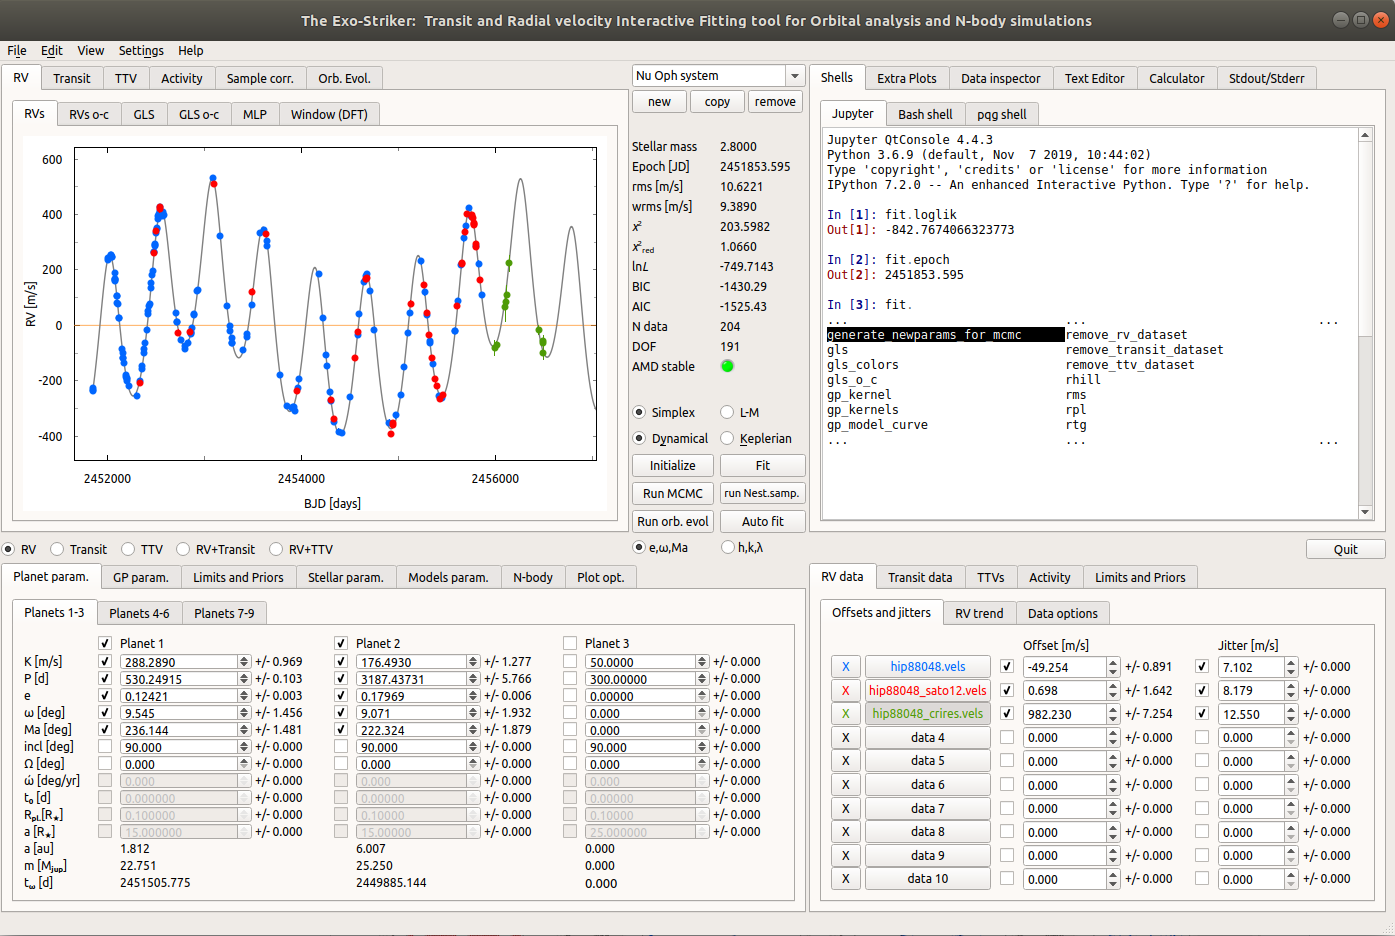 The Exo-Striker: Transit and Radial velocity Interactive Fitting tool for Orbital analysis and N-body simulations
File Edit View Settings Help
RV Transit TTV Activity Sample corr. Orb. Evol.
RVs RVs o-c GLS GLS o-c MLP Window (DFT)
600
400
200
0
-200
-400
RV [m/s]
2452000 2454000 2456000
BJD [days]
Nu Oph system
new copy remove
Stellar mass 2.8000
Epoch [JD] 2451853.595
rms [m/s] 10.6221
wrms [m/s] 9.3890
χ² 203.5982
χ²red 1.0660
lnL -749.7143
BIC -1430.29
AIC -1525.43
N data 204
DOF 191
AMD stable
Simplex L-M
Dynamical Keplerian
Initialize Fit
Run MCMC run Nest.samp.
Run orb. evol Auto fit
e,ω,Ma h,k,λ
Shells Extra Plots Data inspector Text Editor Calculator Stdout/Stderr
Jupyter Bash shell pqg shell
Jupyter QtConsole 4.4.3
Python 3.6.9 (default, Nov  7 2019, 10:44:02)
Type 'copyright', 'credits' or 'license' for more information
IPython 7.2.0 -- An enhanced Interactive Python. Type '?' for help.
In [1]: fit.loglik
Out[1]: -842.7674066323773
In [2]: fit.epoch
Out[2]: 2451853.595
In [3]: fit.
... ... ...
generate_newparams_for_mcmc remove_rv_dataset
gls remove_transit_dataset
gls_colors remove_ttv_dataset
gls_o_c rhill
gp_kernel rms
gp_kernels rpl
gp_model_curve rtg
... ... ...
Quit
RV Transit TTV RV+Transit RV+TTV
Planet param. GP param. Limits and Priors Stellar param. Models param. N-body Plot opt.
Planets 1-3 Planets 4-6 Planets 7-9
Planet 1 Planet 2 Planet 3
K [m/s] 288.2890 +/- 0.969 176.4930 +/- 1.277 50.0000 +/- 0.000
P [d] 530.24915 +/- 0.103 3187.43731 +/- 5.766 300.00000 +/- 0.000
e 0.12421 +/- 0.003 0.17969 +/- 0.006 0.00000 +/- 0.000
ω [deg] 9.545 +/- 1.456 9.071 +/- 1.932 0.000 +/- 0.000
Ma [deg] 236.144 +/- 1.481 222.324 +/- 1.879 0.000 +/- 0.000
incl [deg] 90.000 +/- 0.000 90.000 +/- 0.000 90.000 +/- 0.000
Ω [deg] 0.000 +/- 0.000 0.000 +/- 0.000 0.000 +/- 0.000
ω̇ [deg/yr] 0.000 +/- 0.000 0.000 +/- 0.000 0.000 +/- 0.000
t₀ [d] 0.000000 +/- 0.000 0.00000 +/- 0.000 0.00000 +/- 0.000
Rpl.[R★] 0.10000 +/- 0.000 0.10000 +/- 0.000 0.10000 +/- 0.000
a [R★] 15.000000 +/- 0.000 15.00000 +/- 0.000 25.000000 +/- 0.000
a [au] 1.812 6.007 0.000
m [Mjup] 22.751 25.250 0.000
tω [d] 2451505.775 2449885.144 0.000
RV data Transit data TTVs Activity Limits and Priors
Offsets and jitters RV trend Data options
Offset [m/s] Jitter [m/s]
X hip88048.vels -49.254 +/- 0.891 7.102 +/- 0.000
X hip88048_sato12.vels 0.698 +/- 1.642 8.179 +/- 0.000
X hip88048_crires.vels 982.230 +/- 7.254 12.550 +/- 0.000
X data 4 0.000 +/- 0.000 0.000 +/- 0.000
X data 5 0.000 +/- 0.000 0.000 +/- 0.000
X data 6 0.000 +/- 0.000 0.000 +/- 0.000
X data 7 0.000 +/- 0.000 0.000 +/- 0.000
X data 8 0.000 +/- 0.000 0.000 +/- 0.000
X data 9 0.000 +/- 0.000 0.000 +/- 0.000
X data 10 0.000 +/- 0.000 0.000 +/- 0.000